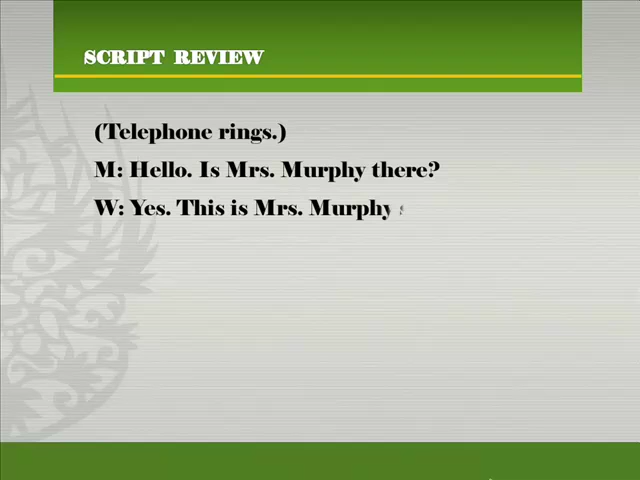 SCRIPT REVIEW
(Telephone rings.)
M: Hello. Is Mrs. Murphy there?
W: Yes. This is Mrs. Murphy